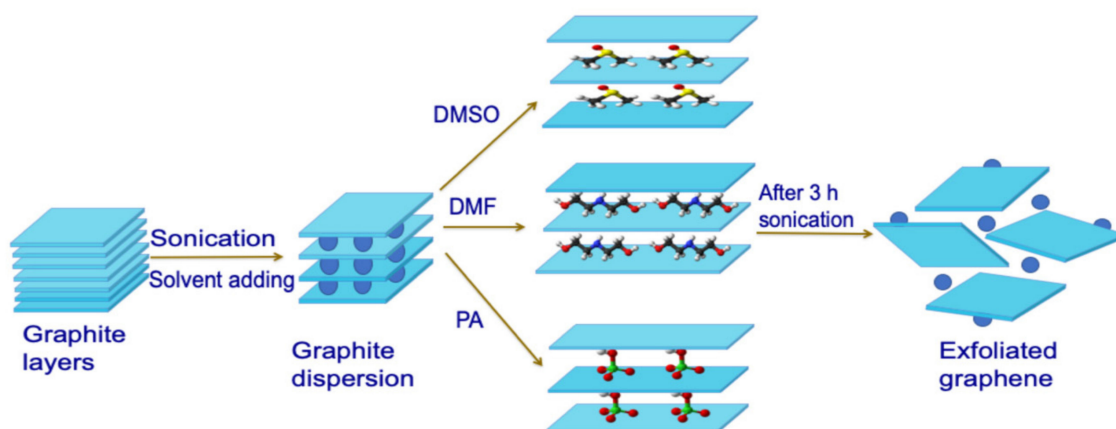 Graphite
layers
Sonication
Solvent adding
Graphite
dispersion
DMSO
DMF
PA
After 3 h
sonication
Exfoliated
graphene